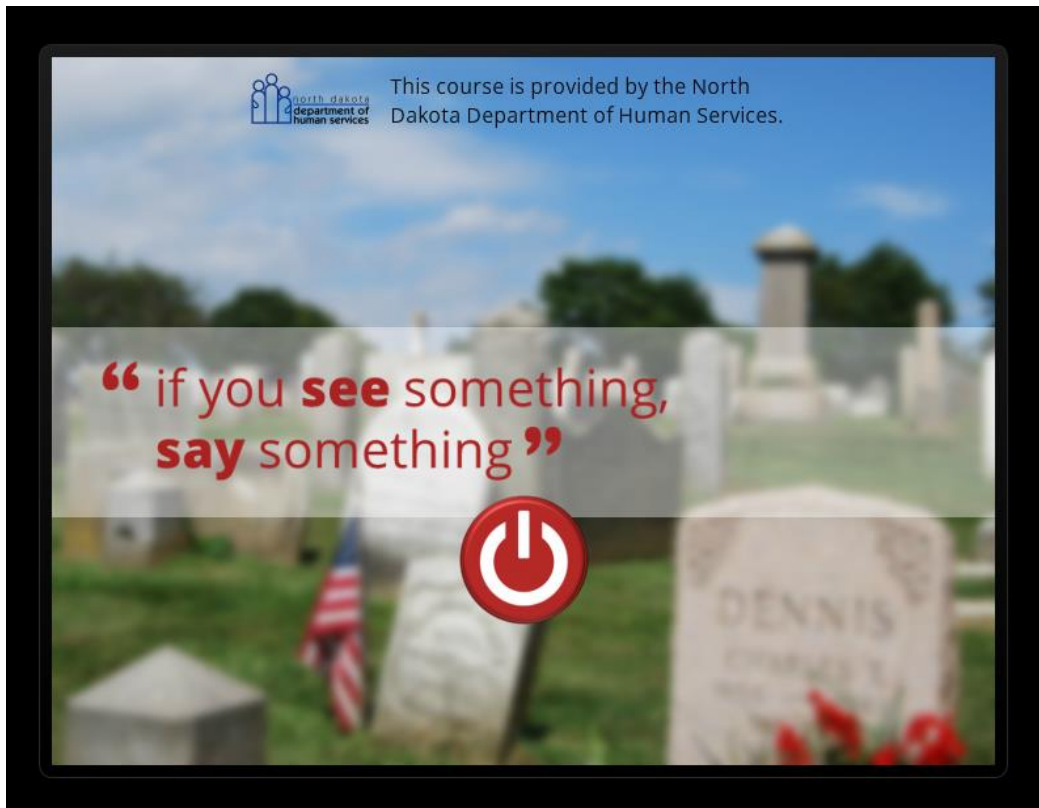 north dakota
department of
human services
This course is provided by the North
Dakota Department of Human Services.
“ if you see something,
say something ”
DENNIS